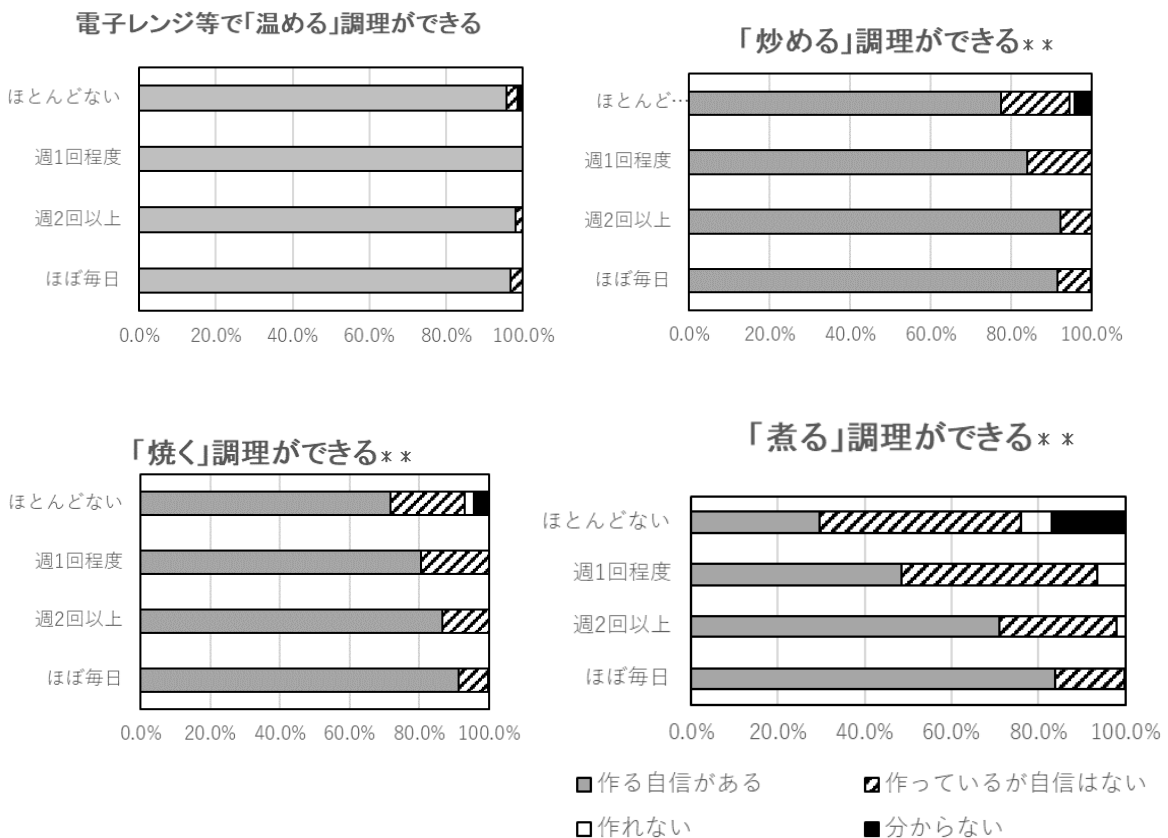 電子レンジ等で「温める」調理ができる
ほとんどない
週1回程度
週2回以上
ほぼ毎日
0.0% 20.0% 40.0% 60.0% 80.0% 100.0%
「炒める」調理ができる**
ほとんど…
週1回程度
週2回以上
ほぼ毎日
0.0% 20.0% 40.0% 60.0% 80.0% 100.0%
「焼く」調理ができる**
ほとんどない
週1回程度
週2回以上
ほぼ毎日
0.0% 20.0% 40.0% 60.0% 80.0% 100.0%
「煮る」調理ができる**
ほとんどない
週1回程度
週2回以上
ほぼ毎日
0.0% 20.0% 40.0% 60.0% 80.0% 100.0%
作る自信がある 作っているが自信はない
作れない 分からない